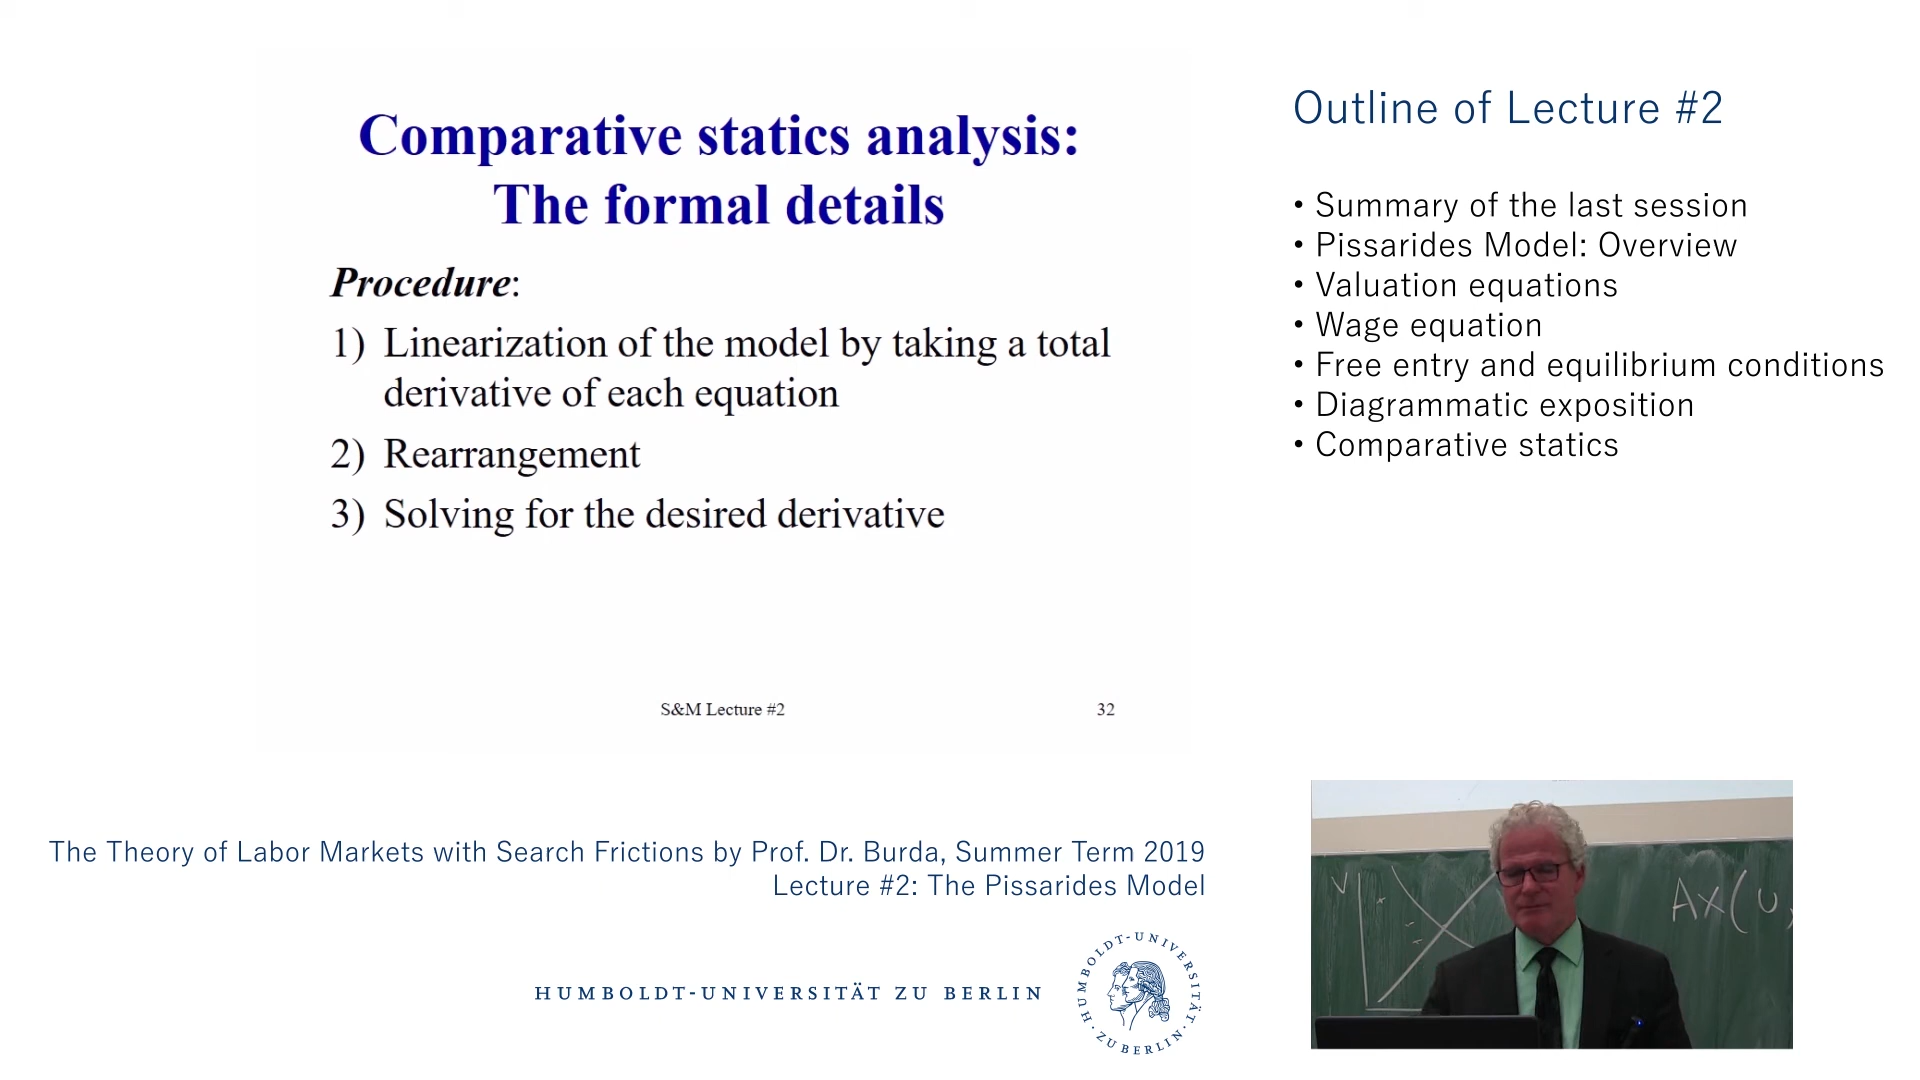 Comparative statics analysis:
The formal details
Procedure:
1) Linearization of the model by taking a total
derivative of each equation
2) Rearrangement
3) Solving for the desired derivative
S&M Lecture #2
32
Outline of Lecture #2
• Summary of the last session
• Pissarides Model: Overview
• Valuation equations
• Wage equation
• Free entry and equilibrium conditions
• Diagrammatic exposition
• Comparative statics
The Theory of Labor Markets with Search Frictions by Prof. Dr. Burda, Summer Term 2019
Lecture #2: The Pissarides Model
HUMBOLDT-UNIVERSITÄT ZU BERLIN
HUMBOLDT-UNIVERSITÄT · ZU BERLIN ·
V
AX(U,